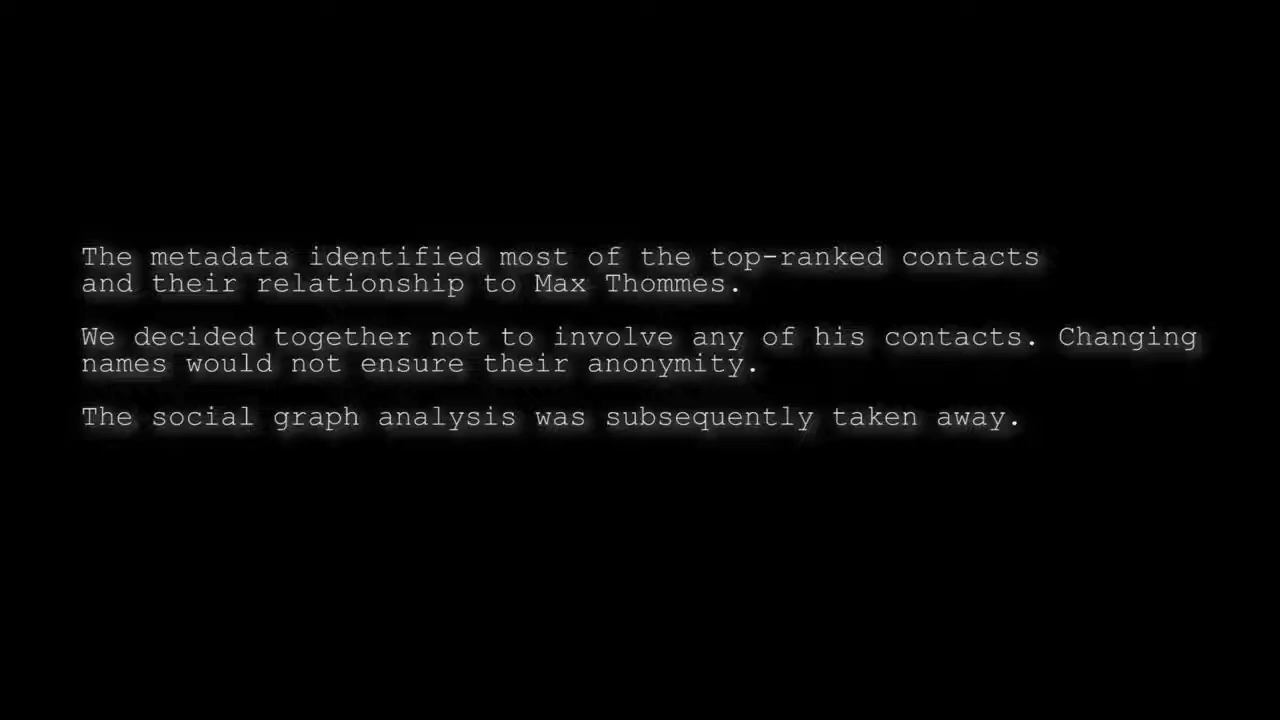 The metadata identified most of the top-ranked contacts
and their relationship to Max Thommes.
We decided together not to involve any of his contacts. Changing
names would not ensure their anonymity.
The social graph analysis was subsequently taken away.